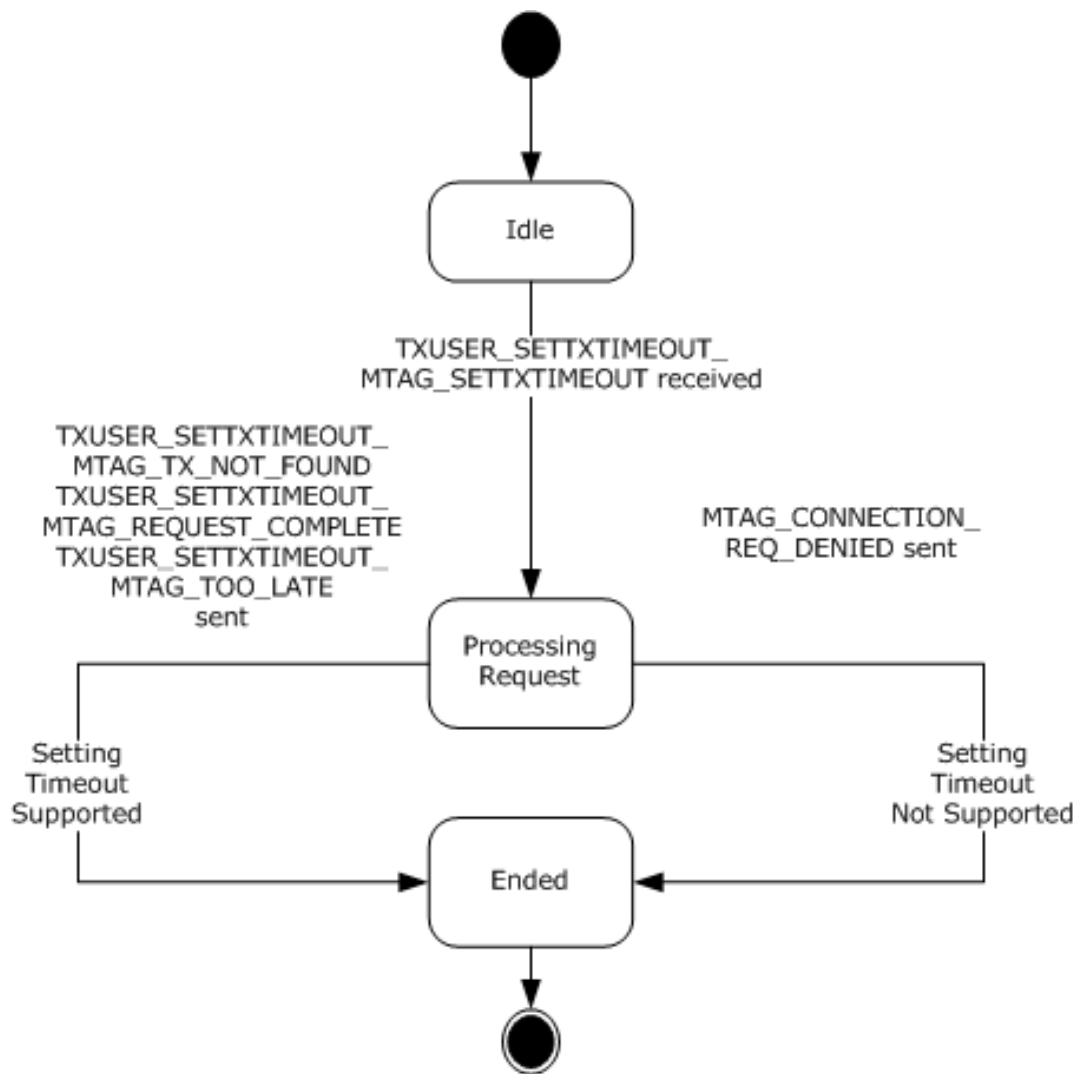 Idle
TXUSER_SETTXTIMEOUT_
MTAG_SETTXTIMEOUT received
TXUSER_SETTXTIMEOUT_
MTAG_TX_NOT_FOUND
TXUSER_SETTXTIMEOUT_
MTAG_REQUEST_COMPLETE
TXUSER_SETTXTIMEOUT_
MTAG_TOO_LATE
sent
MTAG_CONNECTION_
REQ_DENIED sent
Processing
Request
Setting
Timeout
Supported
Setting
Timeout
Not Supported
Ended